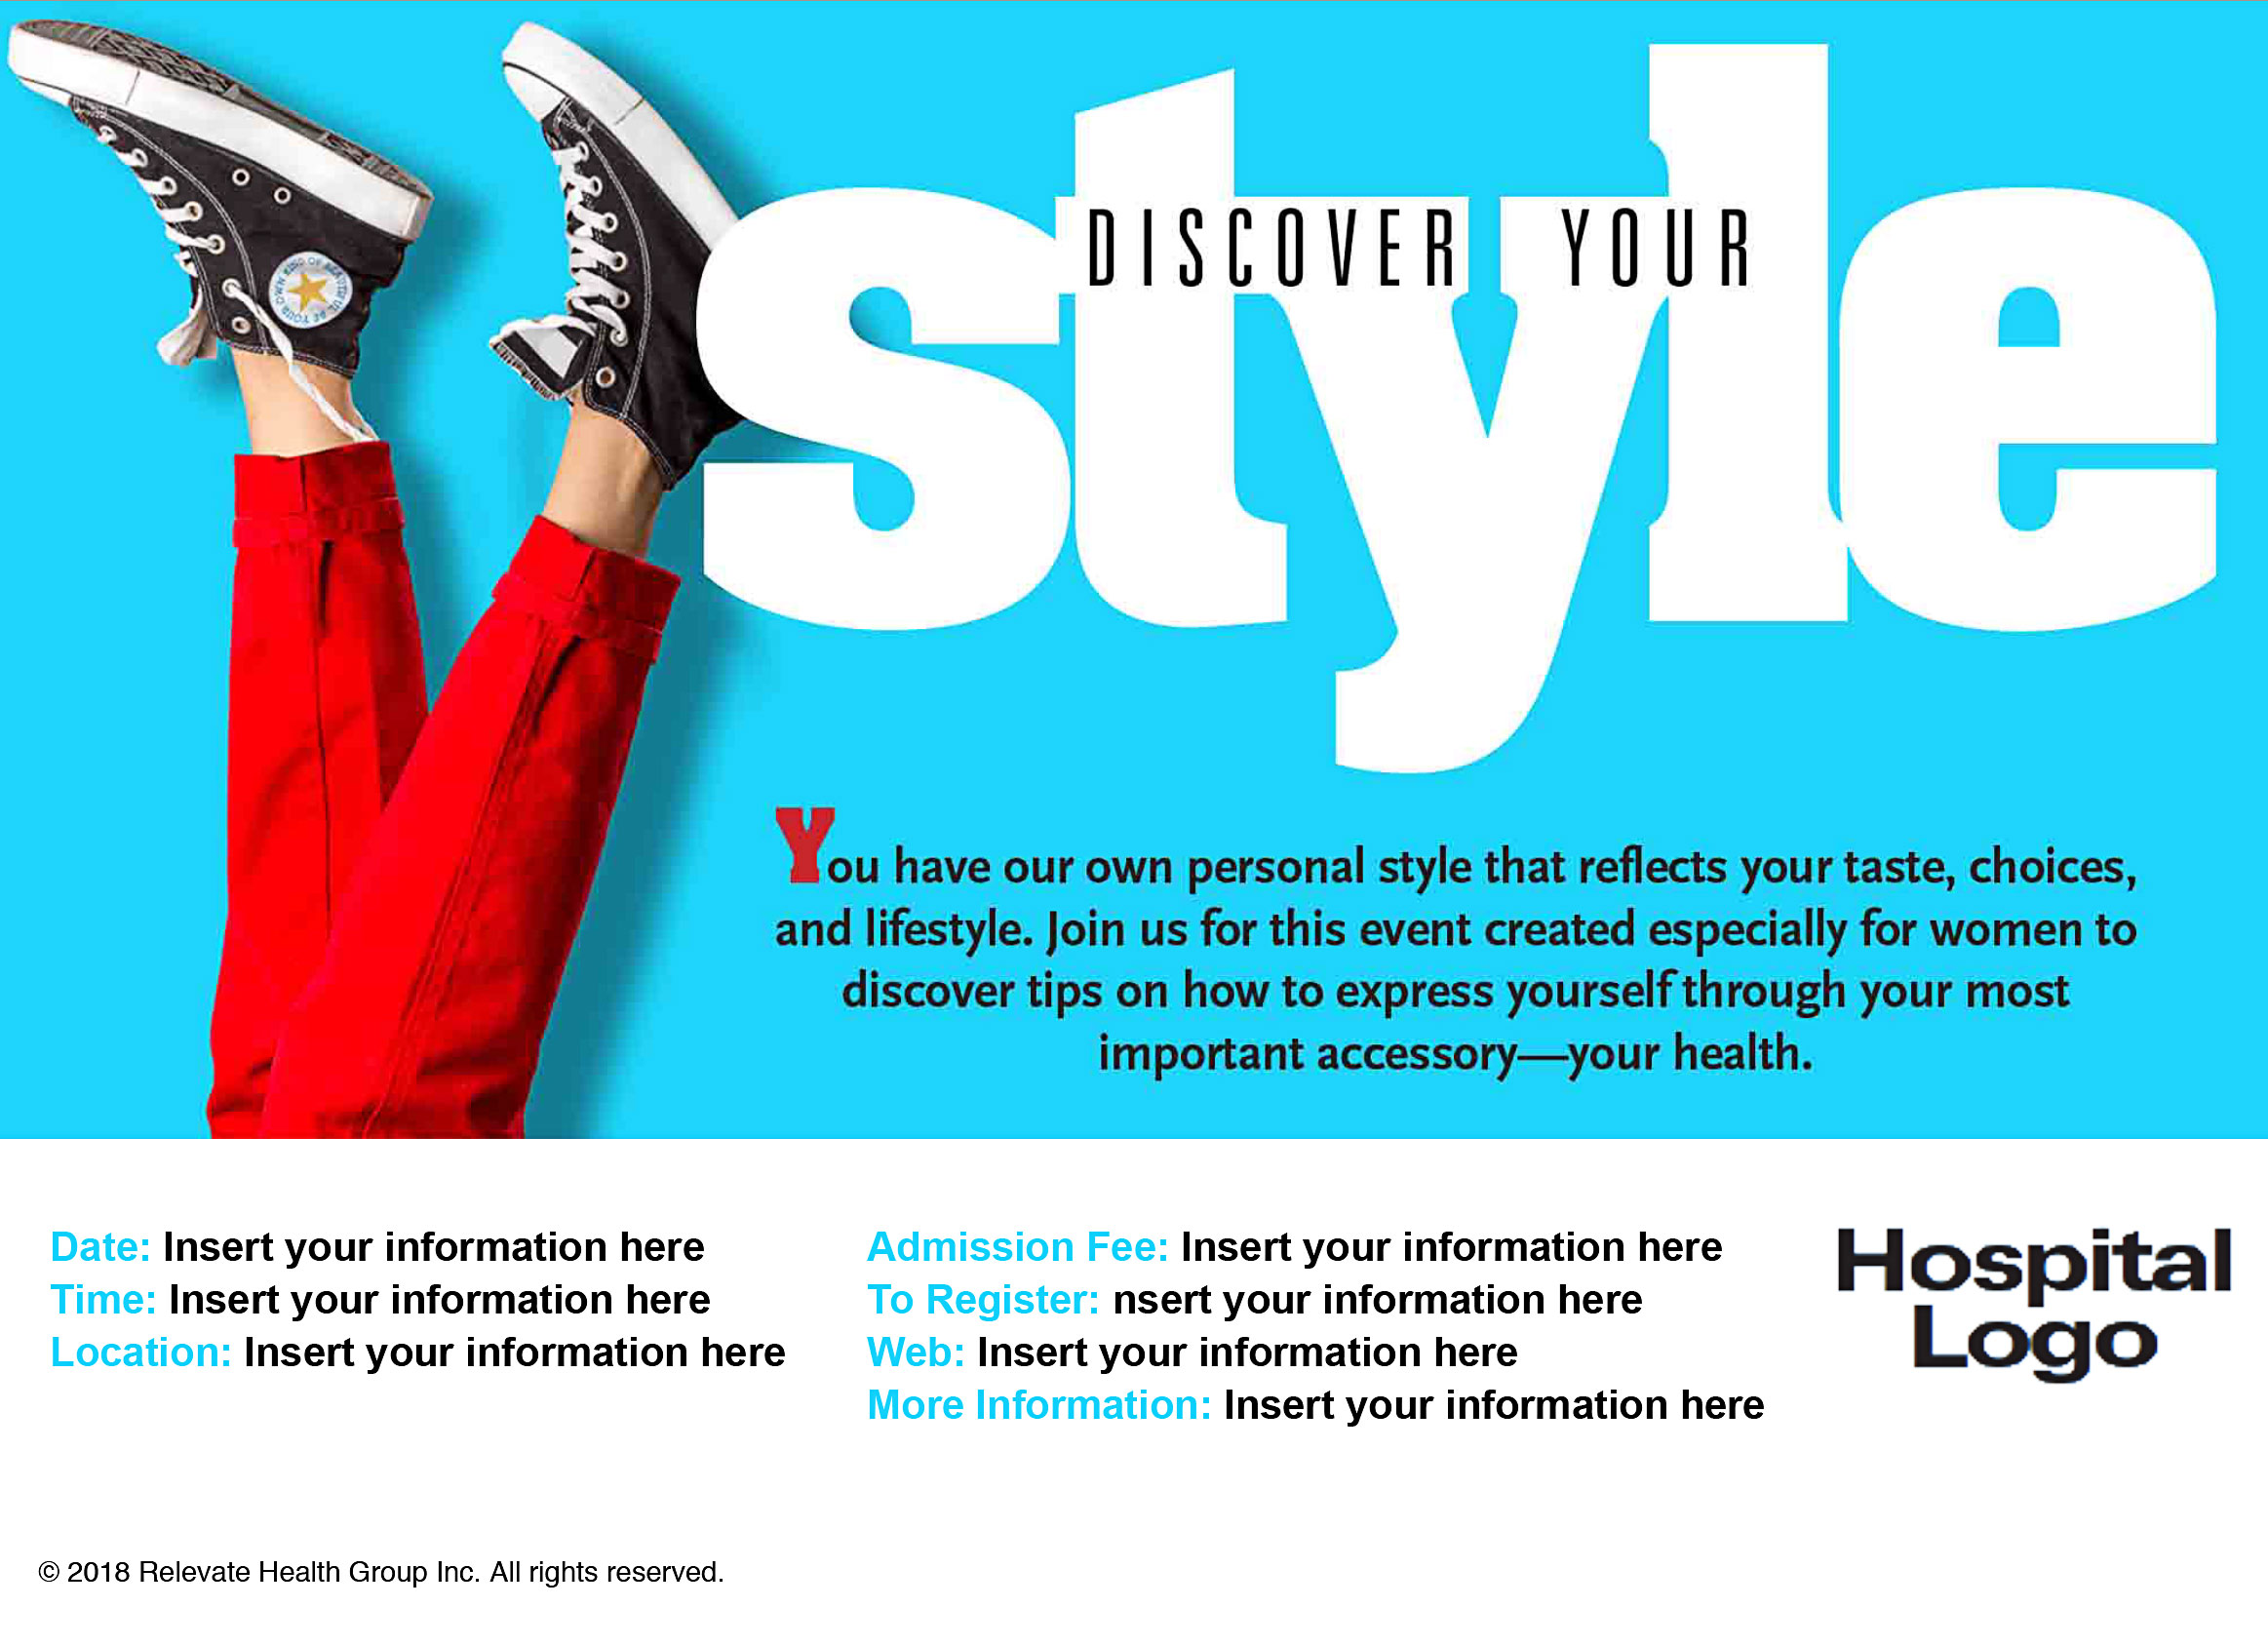 DISCOVER YOUR
style
You have our own personal style that reflects your taste, choices,
and lifestyle. Join us for this event created especially for women to
discover tips on how to express yourself through your most
important accessory—your health.
Date: Insert your information here
Time: Insert your information here
Location: Insert your information here
Admission Fee: Insert your information here
To Register: nsert your information here
Web: Insert your information here
More Information: Insert your information here
Hospital
Logo
© 2018 Relevate Health Group Inc. All rights reserved.